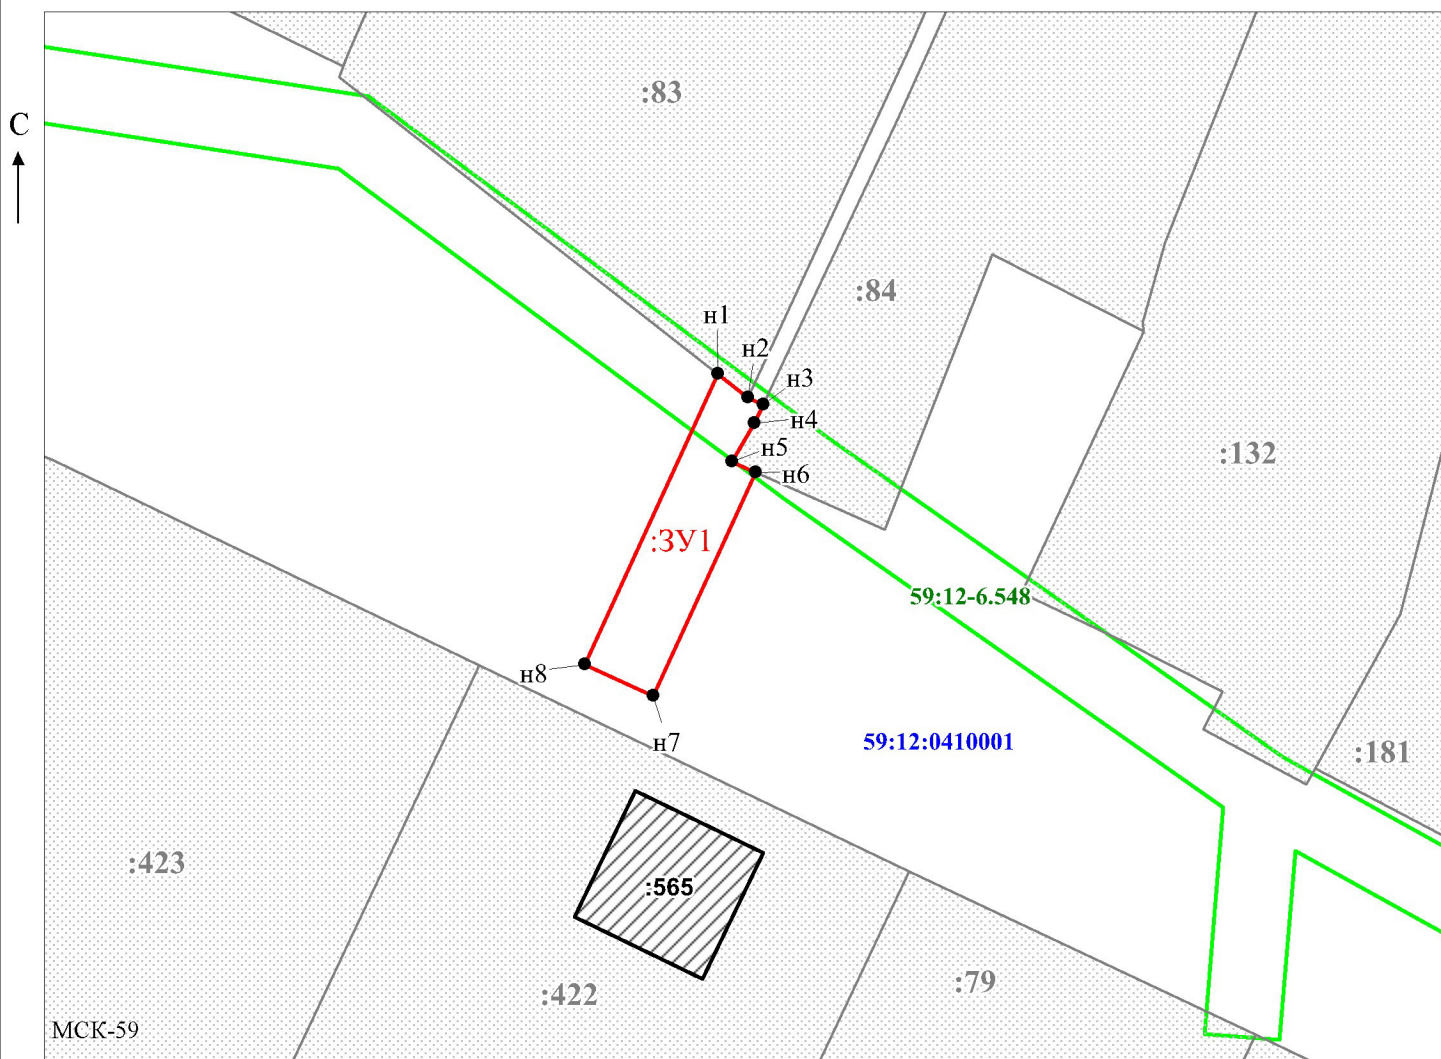 :83
С
:84
н1
н2
н3
н4
н5
н6
:132
:ЗУ1
59:12-6.548
н8
н7
59:12:0410001
:181
:423
:565
:422
:79
МСК-59